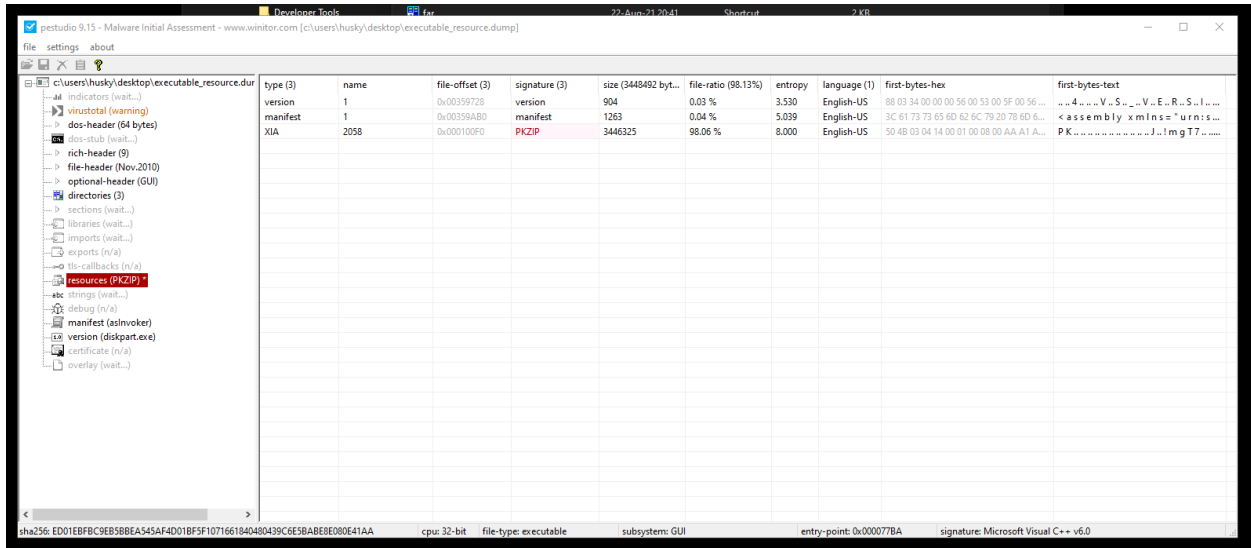 Developer Tools far 22-Aug-21 20:41 Shortcut 2 KB
pestudio 9.15 - Malware Initial Assessment - www.winitor.com [c:\users\husky\desktop\executable_resource.dump]
file settings about
c:\users\husky\desktop\executable_resource.dur
indicators (wait...)
virustotal (warning)
dos-header (64 bytes)
dos-stub (wait...)
rich-header (9)
file-header (Nov.2010)
optional-header (GUI)
directories (3)
sections (wait...)
libraries (wait...)
imports (wait...)
exports (n/a)
tls-callbacks (n/a)
resources (PKZIP) *
abc strings (wait...)
debug (n/a)
manifest (asInvoker)
1.0 version (diskpart.exe)
certificate (n/a)
overlay (wait...)
type (3) name file-offset (3) signature (3) size (3448492 byt... file-ratio (98.13%) entropy language (1) first-bytes-hex first-bytes-text
version 1 0x00359728 version 904 0.03 % 3.530 English-US 88 03 34 00 00 00 56 00 53 00 5F 00 56 ... .. 4 .. .. V .. S .. _ .. V .. E .. R .. S .. I .. ...
manifest 1 0x00359AB0 manifest 1263 0.04 % 5.039 English-US 3C 61 73 73 65 6D 62 6C 79 20 78 6D 6... < a s s e m b l y x m l n s = " u r n : s ...
XIA 2058 0x000100F0 PKZIP 3446325 98.06 % 8.000 English-US 50 4B 03 04 14 00 01 00 08 00 AA A1 A... P K .. .. .. .. .. .. .. .. .. .. J .. ! m g T 7 .. ...
sha256: ED01EBFBC9EB5BBEA545AF4D01BF5F1071661840480439C6E5BABE8E080E41AA cpu: 32-bit file-type: executable subsystem: GUI entry-point: 0x000077BA signature: Microsoft Visual C++ v6.0